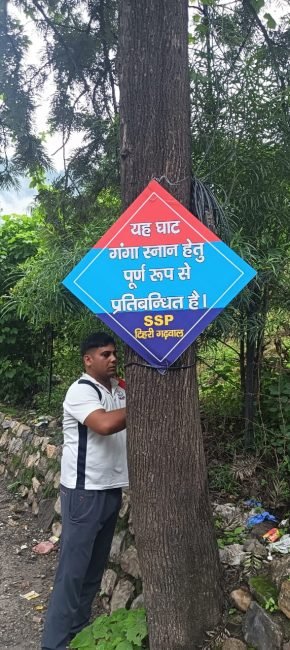 यह घाट
गंगा स्नान हेतु
पूर्ण रूप से
प्रतिबन्धित है।
SSP
टिहरी गढ़वाल